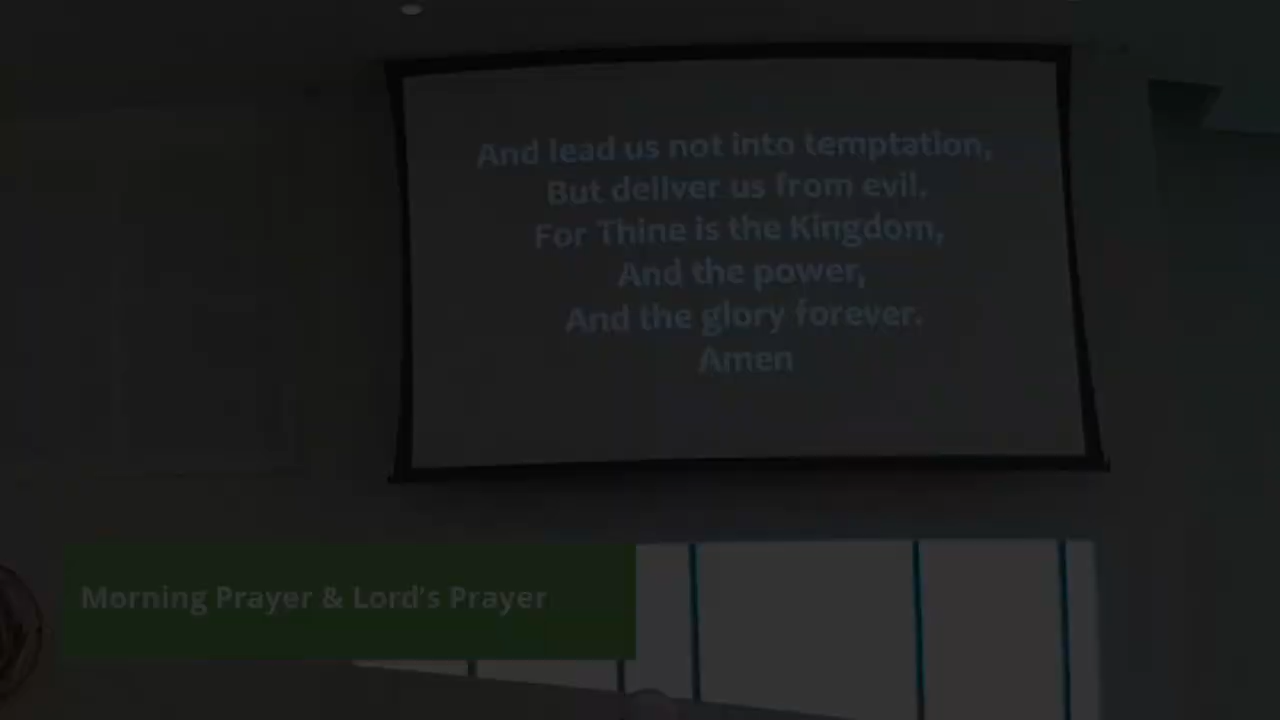 And lead us not into temptation,
But deliver us from evil.
For Thine is the Kingdom,
And the power,
And the glory forever.
Amen
Morning Prayer & Lord's Prayer